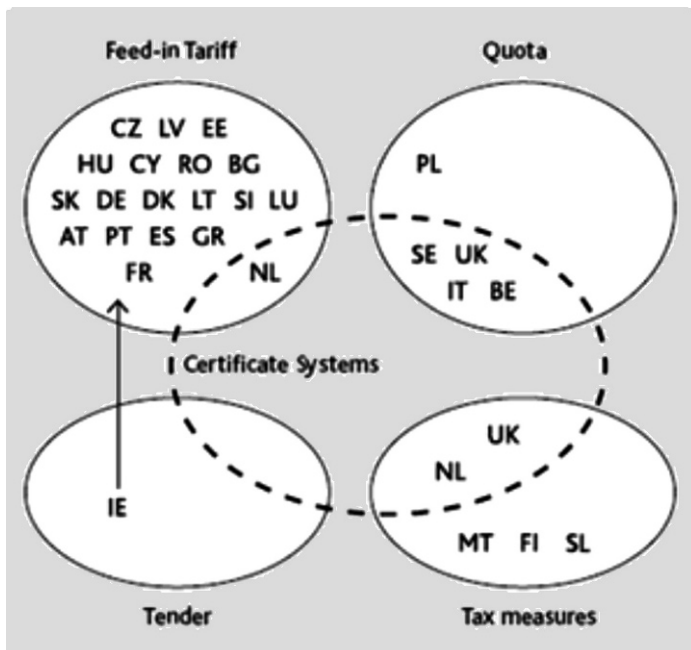 Feed-in Tariff
Quota
CZ LV EE
HU CY RO BG
SK DE DK LT SI LU
AT PT ES GR
FR NL
PL
SE UK
IT BE
Certificate Systems
IE
UK
NL
MT FI SL
Tender
Tax measures